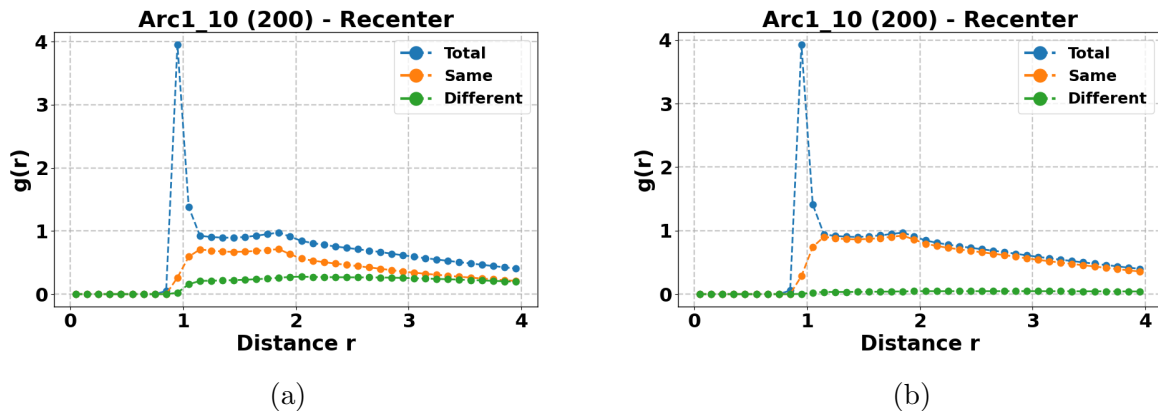 Arc1_10 (200) - Recenter
g(r)
4
3
2
1
0
Total
Same
Different
0
1
2
3
4
Distance r
(a)
Arc1_10 (200) - Recenter
g(r)
4
3
2
1
0
Total
Same
Different
0
1
2
3
4
Distance r
(b)